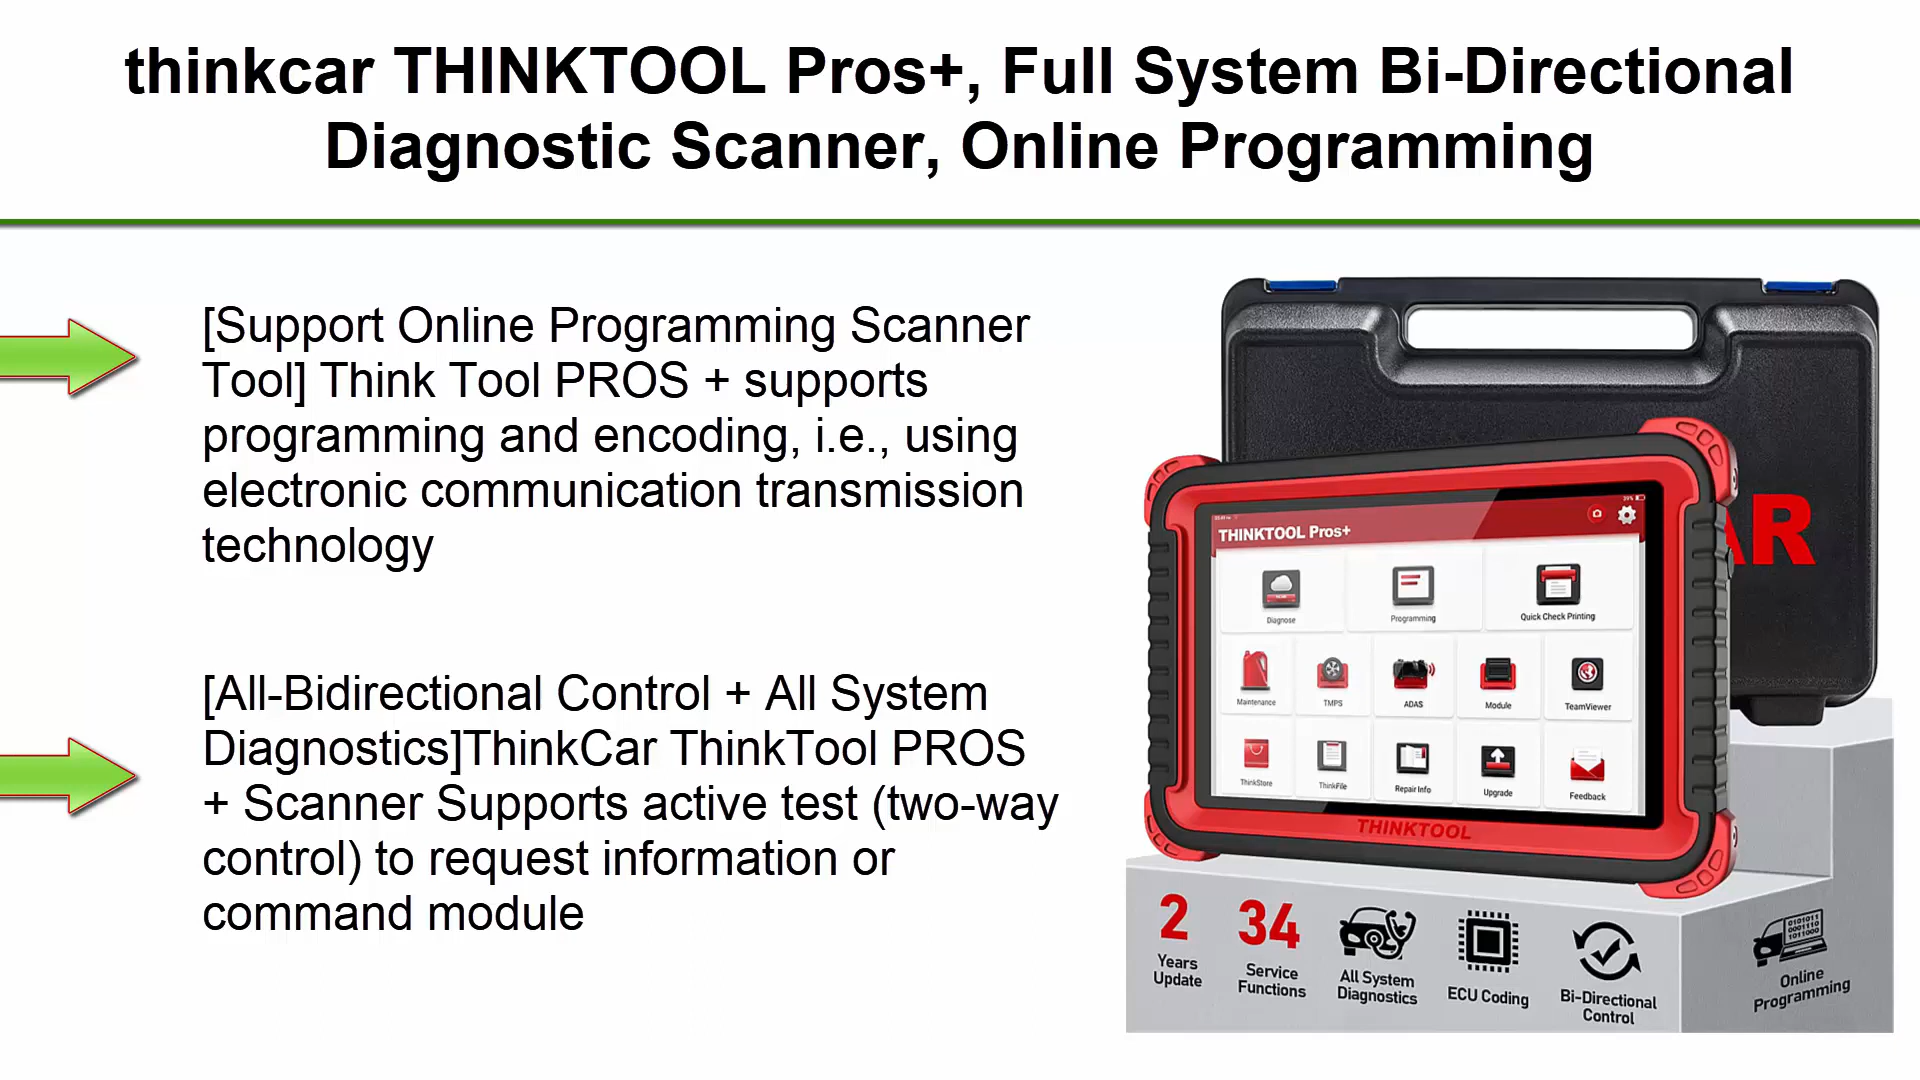 thinkcar THINKTOOL Pros+, Full System Bi-Directional
Diagnostic Scanner, Online Programming
[Support Online Programming Scanner
Tool] Think Tool PROS + supports
programming and encoding, i.e., using
electronic communication transmission
technology
[All-Bidirectional Control + All System
Diagnostics]ThinkCar ThinkTool PROS
+ Scanner Supports active test (two-way
control) to request information or
command module
AR
THINKTOOL Pros+
Diagnose
Programming
Quick Check Printing
Maintenance
TMPS
ADAS
Module
TeamViewer
ThinkStore
ThinkFile
Repair Info
Upgrade
Feedback
THINKTOOL
2
Years
Update
34
Service
Functions
All System
Diagnostics
ECU Coding
Bi-Directional
Control
0101011
0001110
1011000
Online
Programming